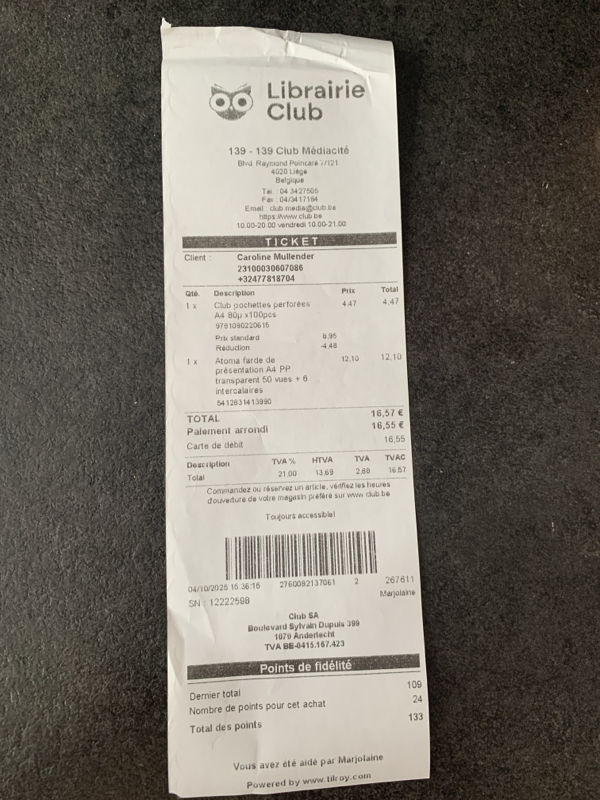 Librairie
Club
139 - 139 Club Médiacité
Blvd. Raymond Poincaré 7/121
4020 Liège
Belgique
Tel. : 04 3427505
Fax : 04/3417164
Email : club.media@club.be
https://www.club.be
10.00-20.00 vendredi 10.00-21.00
TICKET
Client : Caroline Mullender
23100030607086
+32477818704
Qté. Description Prix Total
1 x Club pochettes perforées 4,47 4,47
A4 80µ x100pcs
9781090220615
Prix standard 8,95
Réduction -4,48
1 x Atoma farde de 12,10 12,10
présentation A4 PP
transparent 50 vues + 6
intercalaires
5412831413990
TOTAL 16,57 €
Paiement arrondi 16,55 €
Carte de débit 16,55
Description TVA % HTVA TVA TVAC
Total 21,00 13,69 2,88 16,57
Commandez ou réservez un article, vérifiez les heures
d'ouverture de votre magasin préféré sur www.club.be
Toujours accessible!
04/10/2025 15:36:15 2760082137061 2 267611
SN : 12222598 Marjolaine
Club SA
Boulevard Sylvain Dupuis 399
1070 Anderlecht
TVA BE-0415.167.423
Points de fidélité
Dernier total 109
Nombre de points pour cet achat 24
Total des points 133
Vous avez été aidé par Marjolaine
Powered by www.tilroy.com